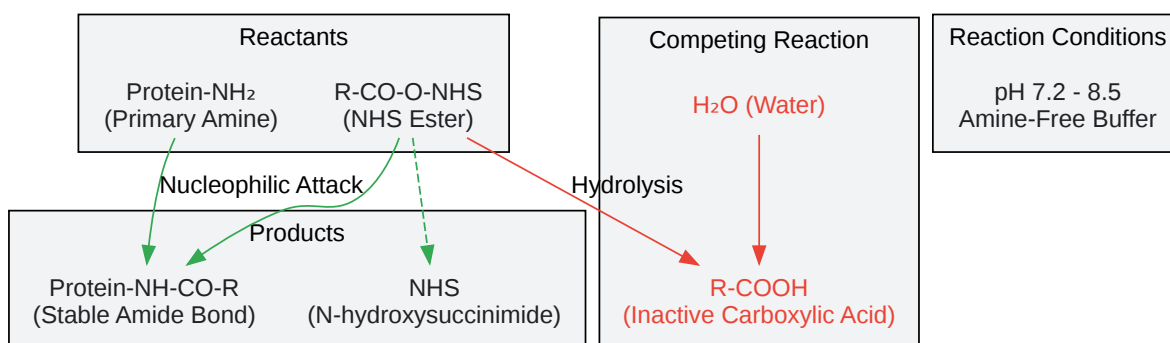 Reactants
Protein-NH₂
(Primary Amine)
R-CO-O-NHS
(NHS Ester)
Nucleophilic Attack
Products
Protein-NH-CO-R
(Stable Amide Bond)
NHS
(N-hydroxysuccinimide)
Competing Reaction
H₂O (Water)
Hydrolysis
R-COOH
(Inactive Carboxylic Acid)
Reaction Conditions
pH 7.2 - 8.5
Amine-Free Buffer